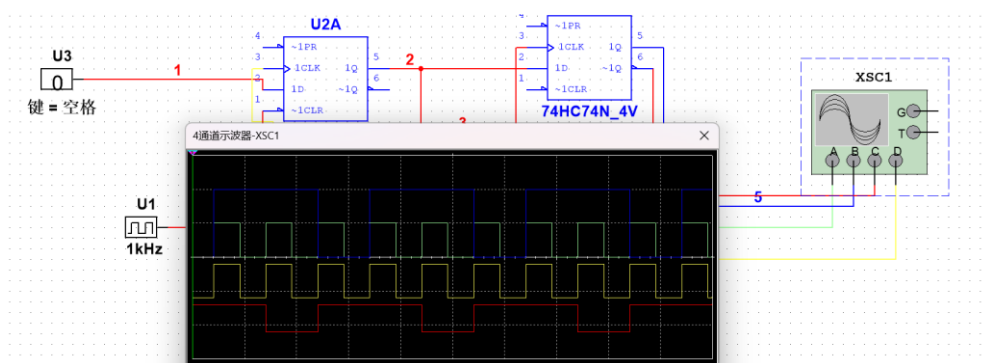 U3
0
键 = 空格
1
U2A
4
3
2
1
~1PR
1CLK
1D
~1CLR
1Q
~1Q
5
6
2
3
2
1
~1PR
1CLK
1D
~1CLR
1Q
~1Q
5
6
74HC74N_4V
4通道示波器-XSC1
U1
1kHz
XSC1
G
T
A B C D
5